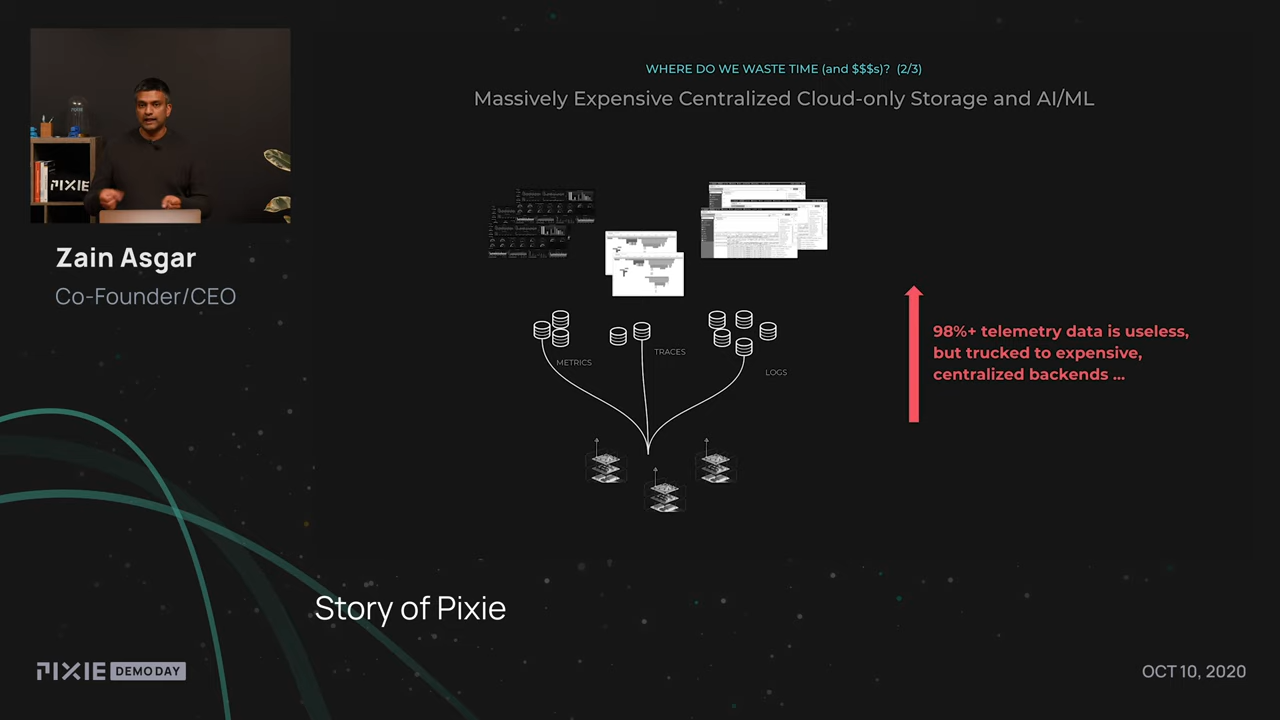 WHERE DO WE WASTE TIME (and $$$s)? (2/3)
Massively Expensive Centralized Cloud-only Storage and AI/ML
PIXIE
Zain Asgar
Co-Founder/CEO
METRICS
TRACES
LOGS
98%+ telemetry data is useless,
but trucked to expensive,
centralized backends ...
Story of Pixie
PIXIE DEMO DAY
OCT 10, 2020